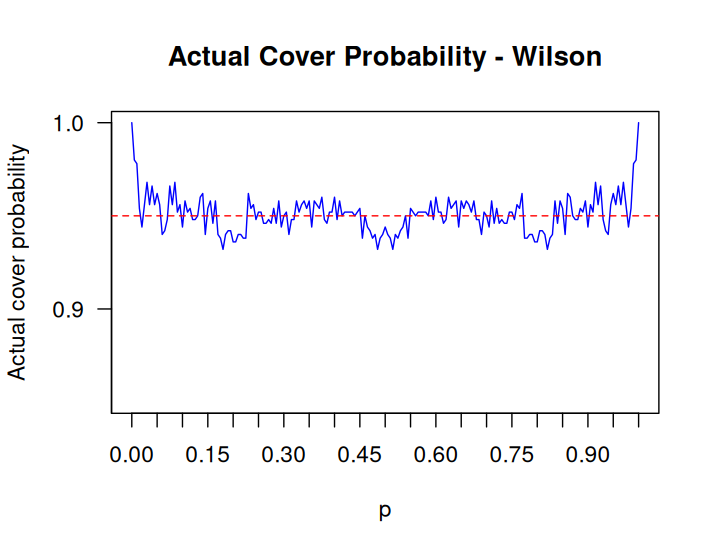 Actual Cover Probability - Wilson
Actual cover probability
1.0
0.9
0.00 0.15 0.30 0.45 0.60 0.75 0.90
p